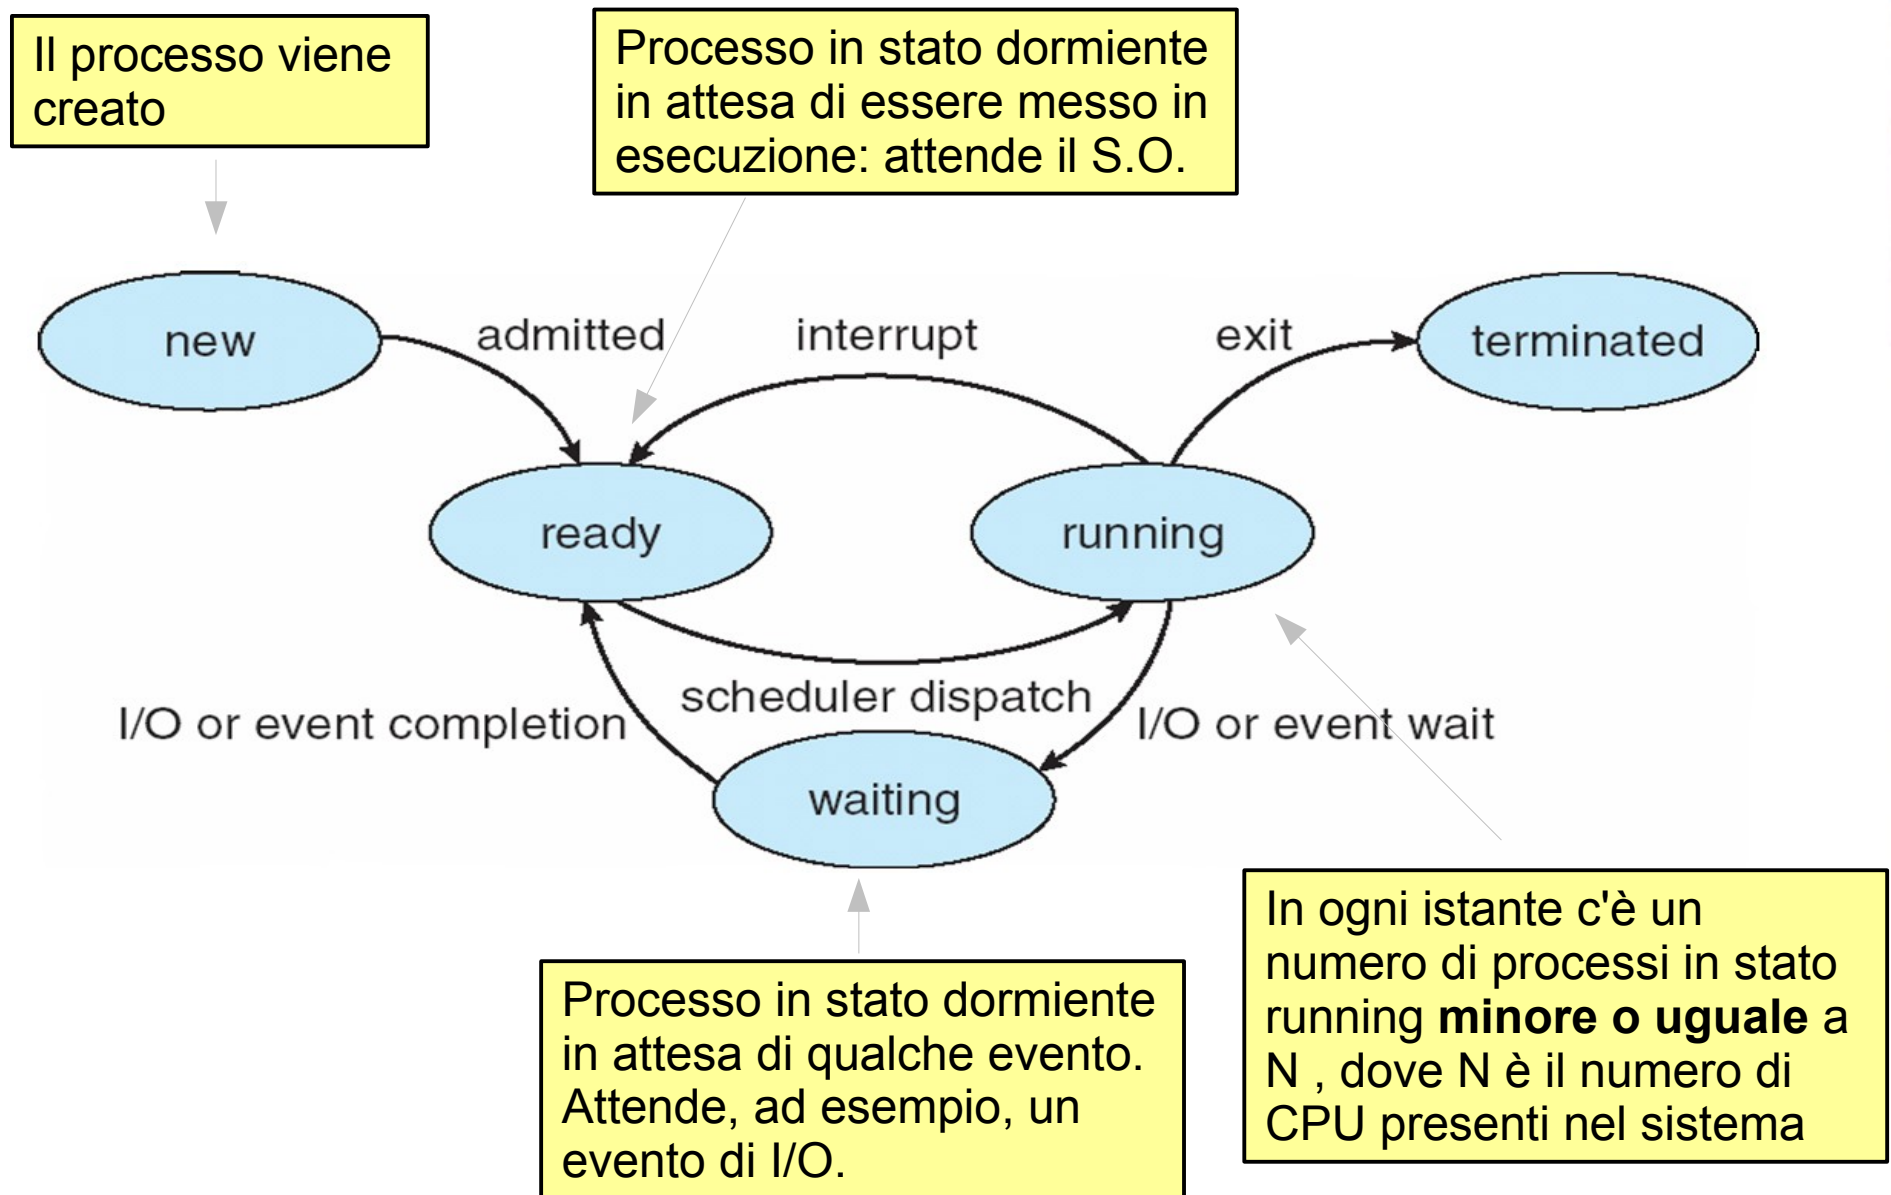 Il processo viene
creato
Processo in stato dormiente
in attesa di essere messo in
esecuzione: attende il S.O.
new
admitted
interrupt
exit
terminated
ready
running
I/O or event completion
scheduler dispatch
I/O or event wait
waiting
Processo in stato dormiente
in attesa di qualche evento.
Attende, ad esempio, un
evento di I/O.
In ogni istante c'è un
numero di processi in stato
running minore o uguale a
N , dove N è il numero di
CPU presenti nel sistema